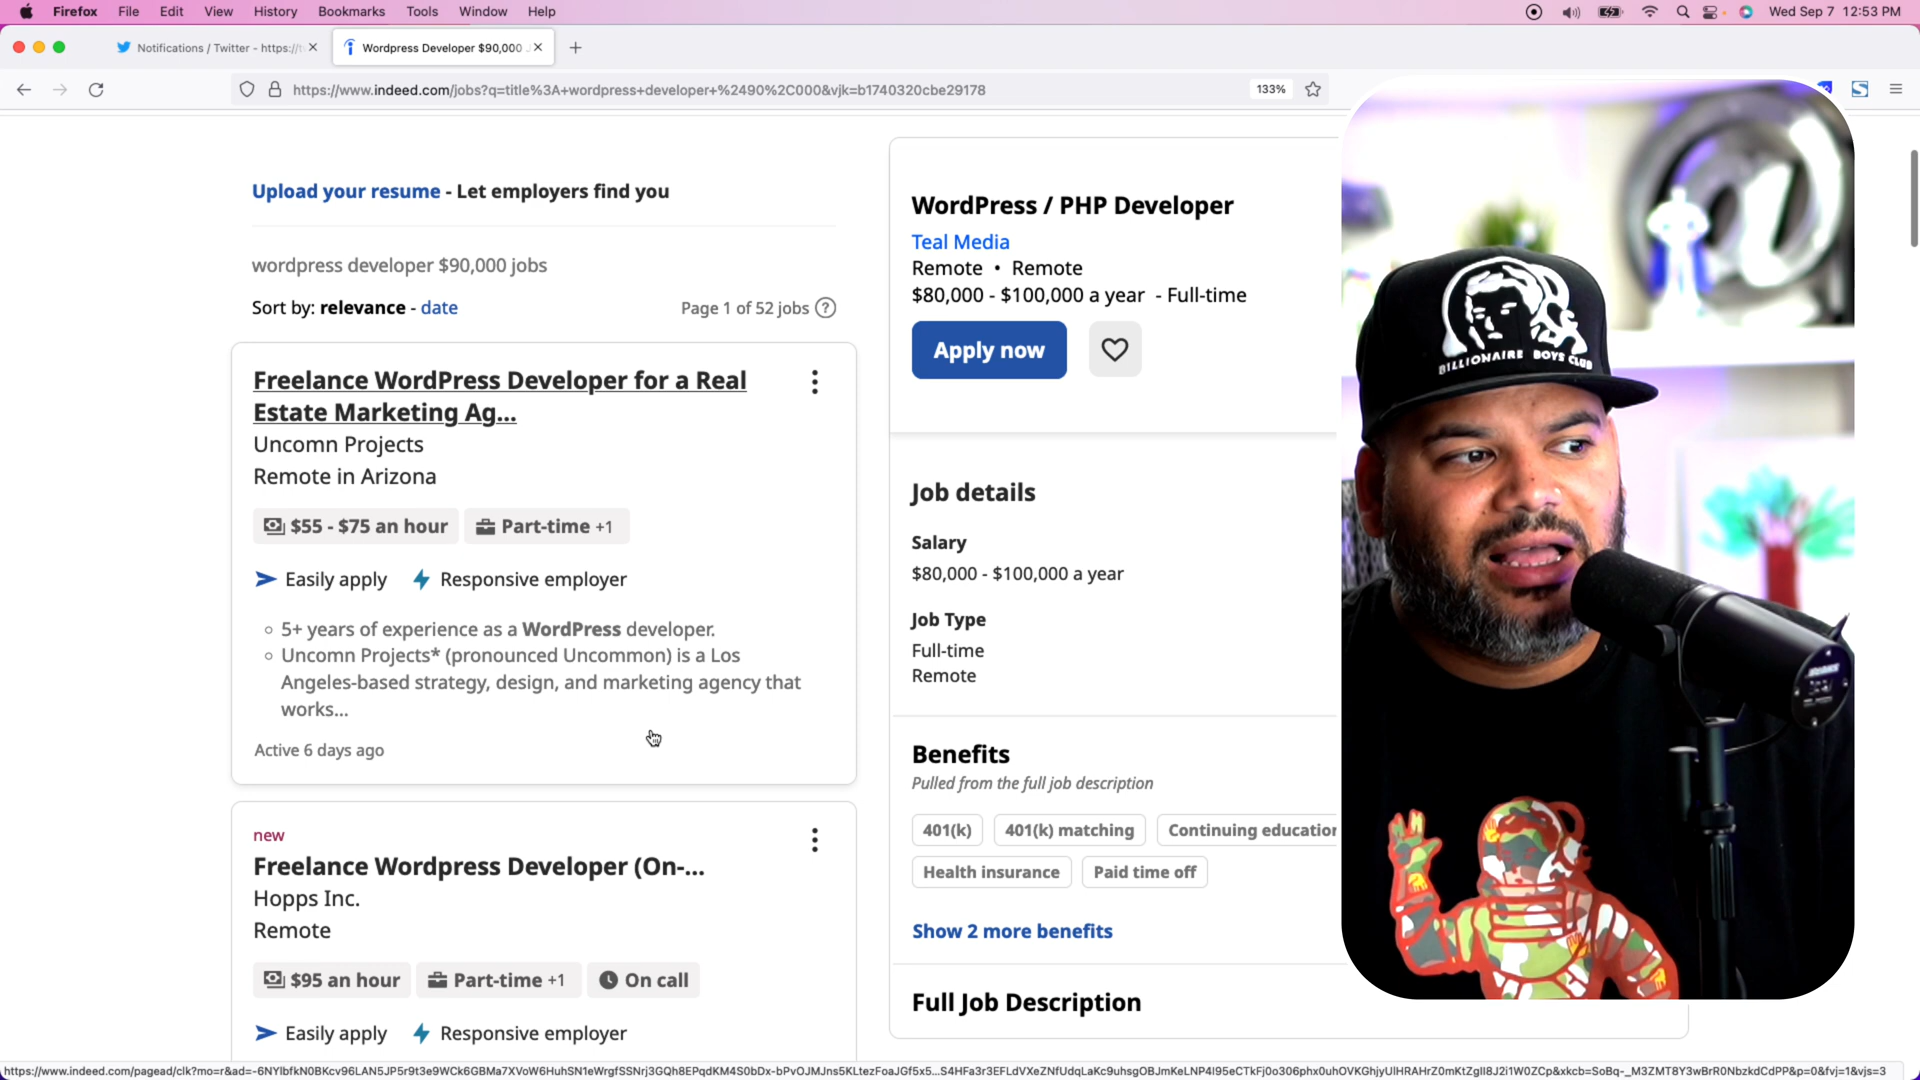 Firefox File Edit View History Bookmarks Tools Window Help
Wed Sep 7 12:53 PM
Notifications / Twitter - https://t
Wordpress Developer $90,000 J
https://www.indeed.com/jobs?q=title%3A+wordpress+developer+%2490%2C000&vjk=b1740320cbe29178
133%
Upload your resume - Let employers find you
wordpress developer $90,000 jobs
Sort by: relevance - date
Page 1 of 52 jobs ?
Freelance WordPress Developer for a Real
Estate Marketing Ag...
Uncomn Projects
Remote in Arizona
$55 - $75 an hour
Part-time +1
Easily apply
Responsive employer
5+ years of experience as a WordPress developer.
Uncomn Projects* (pronounced Uncommon) is a Los
Angeles-based strategy, design, and marketing agency that
works...
Active 6 days ago
new
Freelance Wordpress Developer (On-...
Hopps Inc.
Remote
$95 an hour
Part-time +1
On call
Easily apply
Responsive employer
WordPress / PHP Developer
Teal Media
Remote • Remote
$80,000 - $100,000 a year - Full-time
Apply now
Job details
Salary
$80,000 - $100,000 a year
Job Type
Full-time
Remote
Benefits
Pulled from the full job description
401(k)
401(k) matching
Continuing education
Health insurance
Paid time off
Show 2 more benefits
Full Job Description
BILLIONAIRE BOYS CLUB